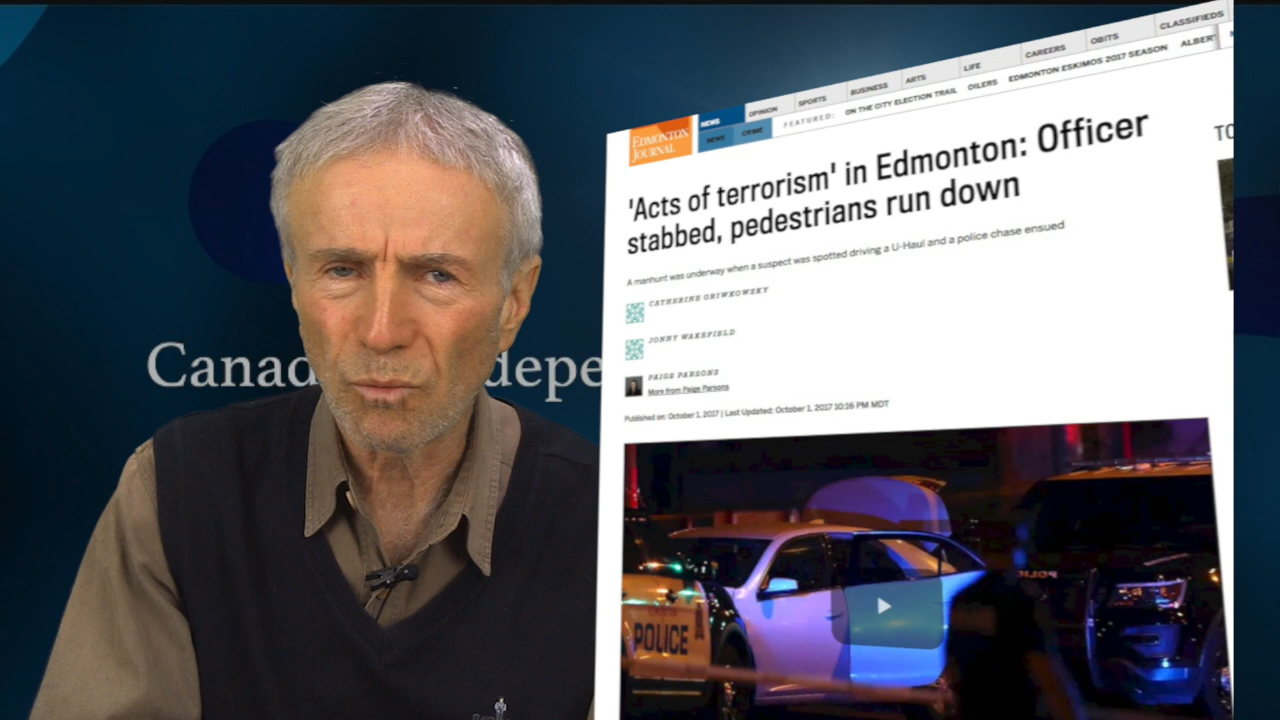 CLASSIFIEDS
OBITS
CAREERS
LIFE
ARTS
BUSINESS
SPORTS
OPINION
NEWS
EDMONTON
JOURNAL
NEWS
CRIME
FEATURED:
ON THE CITY ELECTION TRAIL
OILERS
EDMONTON ESKIMOS 2017 SEASON
'Acts of terrorism' in Edmonton: Officer
stabbed, pedestrians run down
A manhunt was underway when a suspect was spotted driving a U-Haul and a police chase ensued
CATHERINE GRIWKOWSKY
JONNY WAKEFIELD
PAIGE PARSONS
More from Paige Parsons
Published on: October 1, 2017 | Last Updated: October 1, 2017 10:16 PM MDT
Canad
depe
POLICE